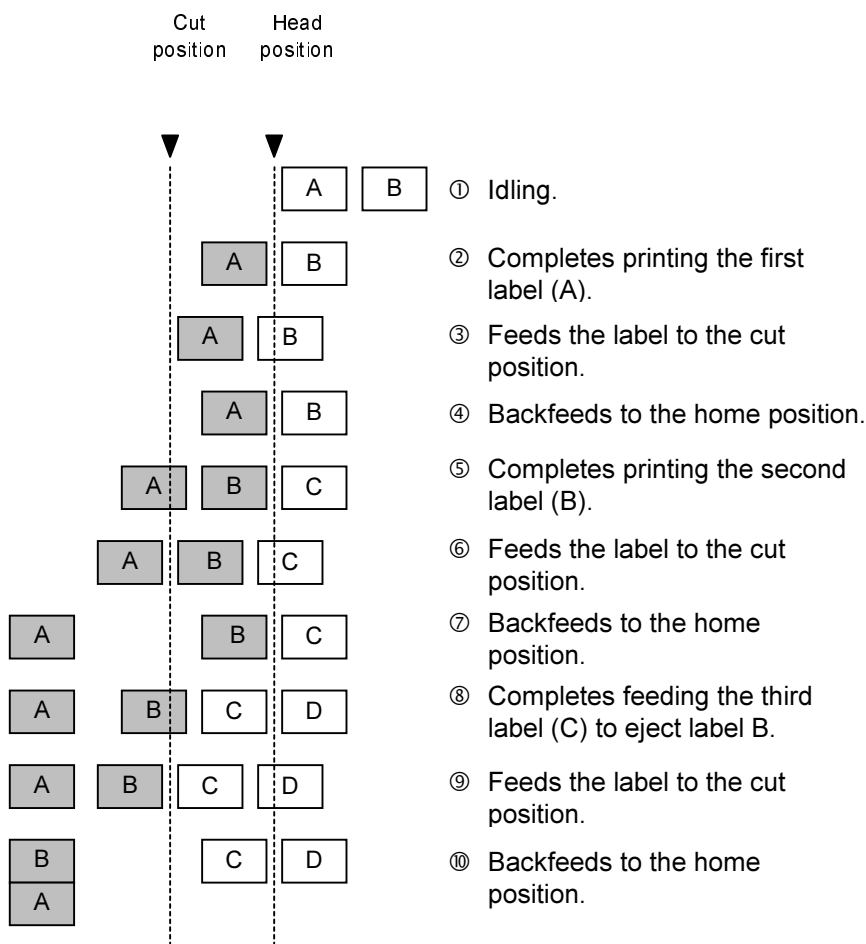 Cut Head
position position
A B ① Idling.
A B ② Completes printing the first
label (A).
A B ③ Feeds the label to the cut
position.
A B ④ Backfeeds to the home position.
A B C ⑤ Completes printing the second
label (B).
A B C ⑥ Feeds the label to the cut
position.
A B C ⑦ Backfeeds to the home
position.
A B C D ⑧ Completes feeding the third
label (C) to eject label B.
A B C D ⑨ Feeds the label to the cut
position.
B C D ⑩ Backfeeds to the home
A position.